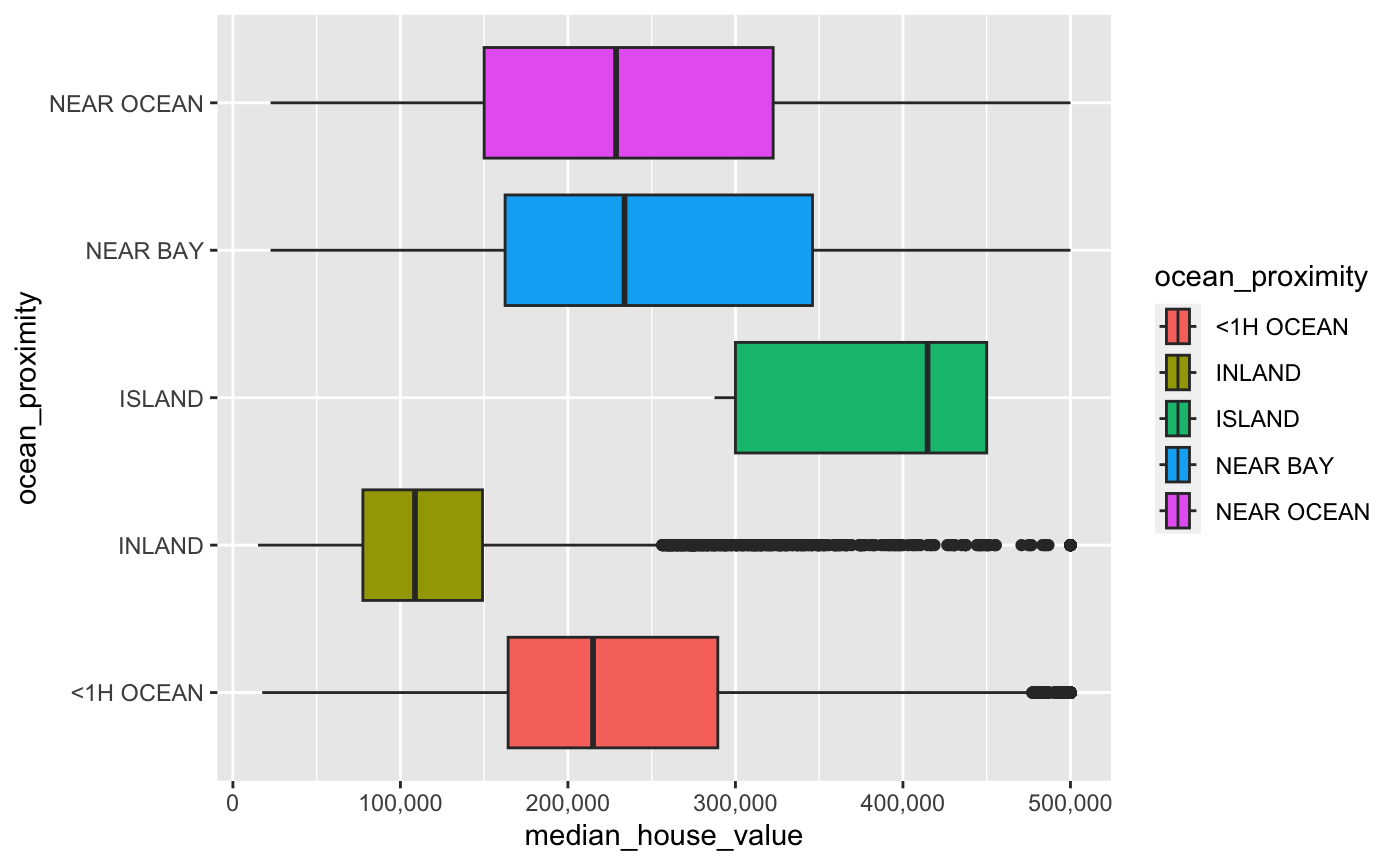 NEAR OCEAN
NEAR BAY
ISLAND
INLAND
<1H OCEAN
ocean_proximity
0 100,000 200,000 300,000 400,000 500,000
median_house_value
ocean_proximity
<1H OCEAN
INLAND
ISLAND
NEAR BAY
NEAR OCEAN